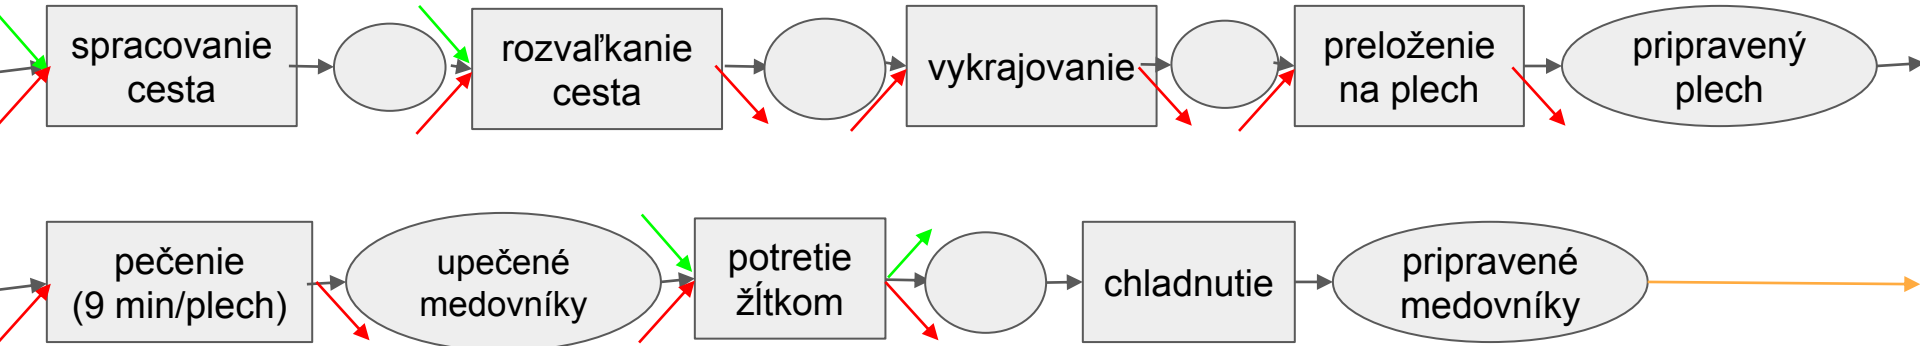 spracovanie
cesta
rozvaľkanie
cesta
vykrajovanie
preloženie
na plech
pripravený
plech
pečenie
(9 min/plech)
upečené
medovníky
potretie
žĺtkom
chladnutie
pripravené
medovníky